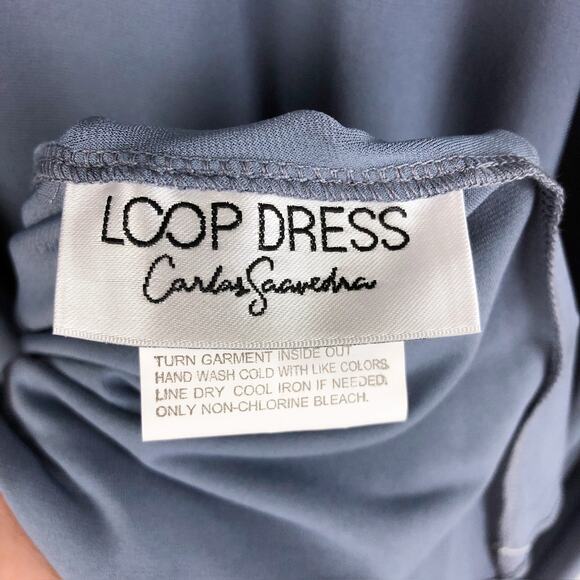 LOOP DRESS
Carlos Saavedra
TURN GARMENT INSIDE OUT
HAND WASH COLD WITH LIKE COLORS.
LINE DRY COOL IRON IF NEEDED.
ONLY NON-CHLORINE BLEACH.